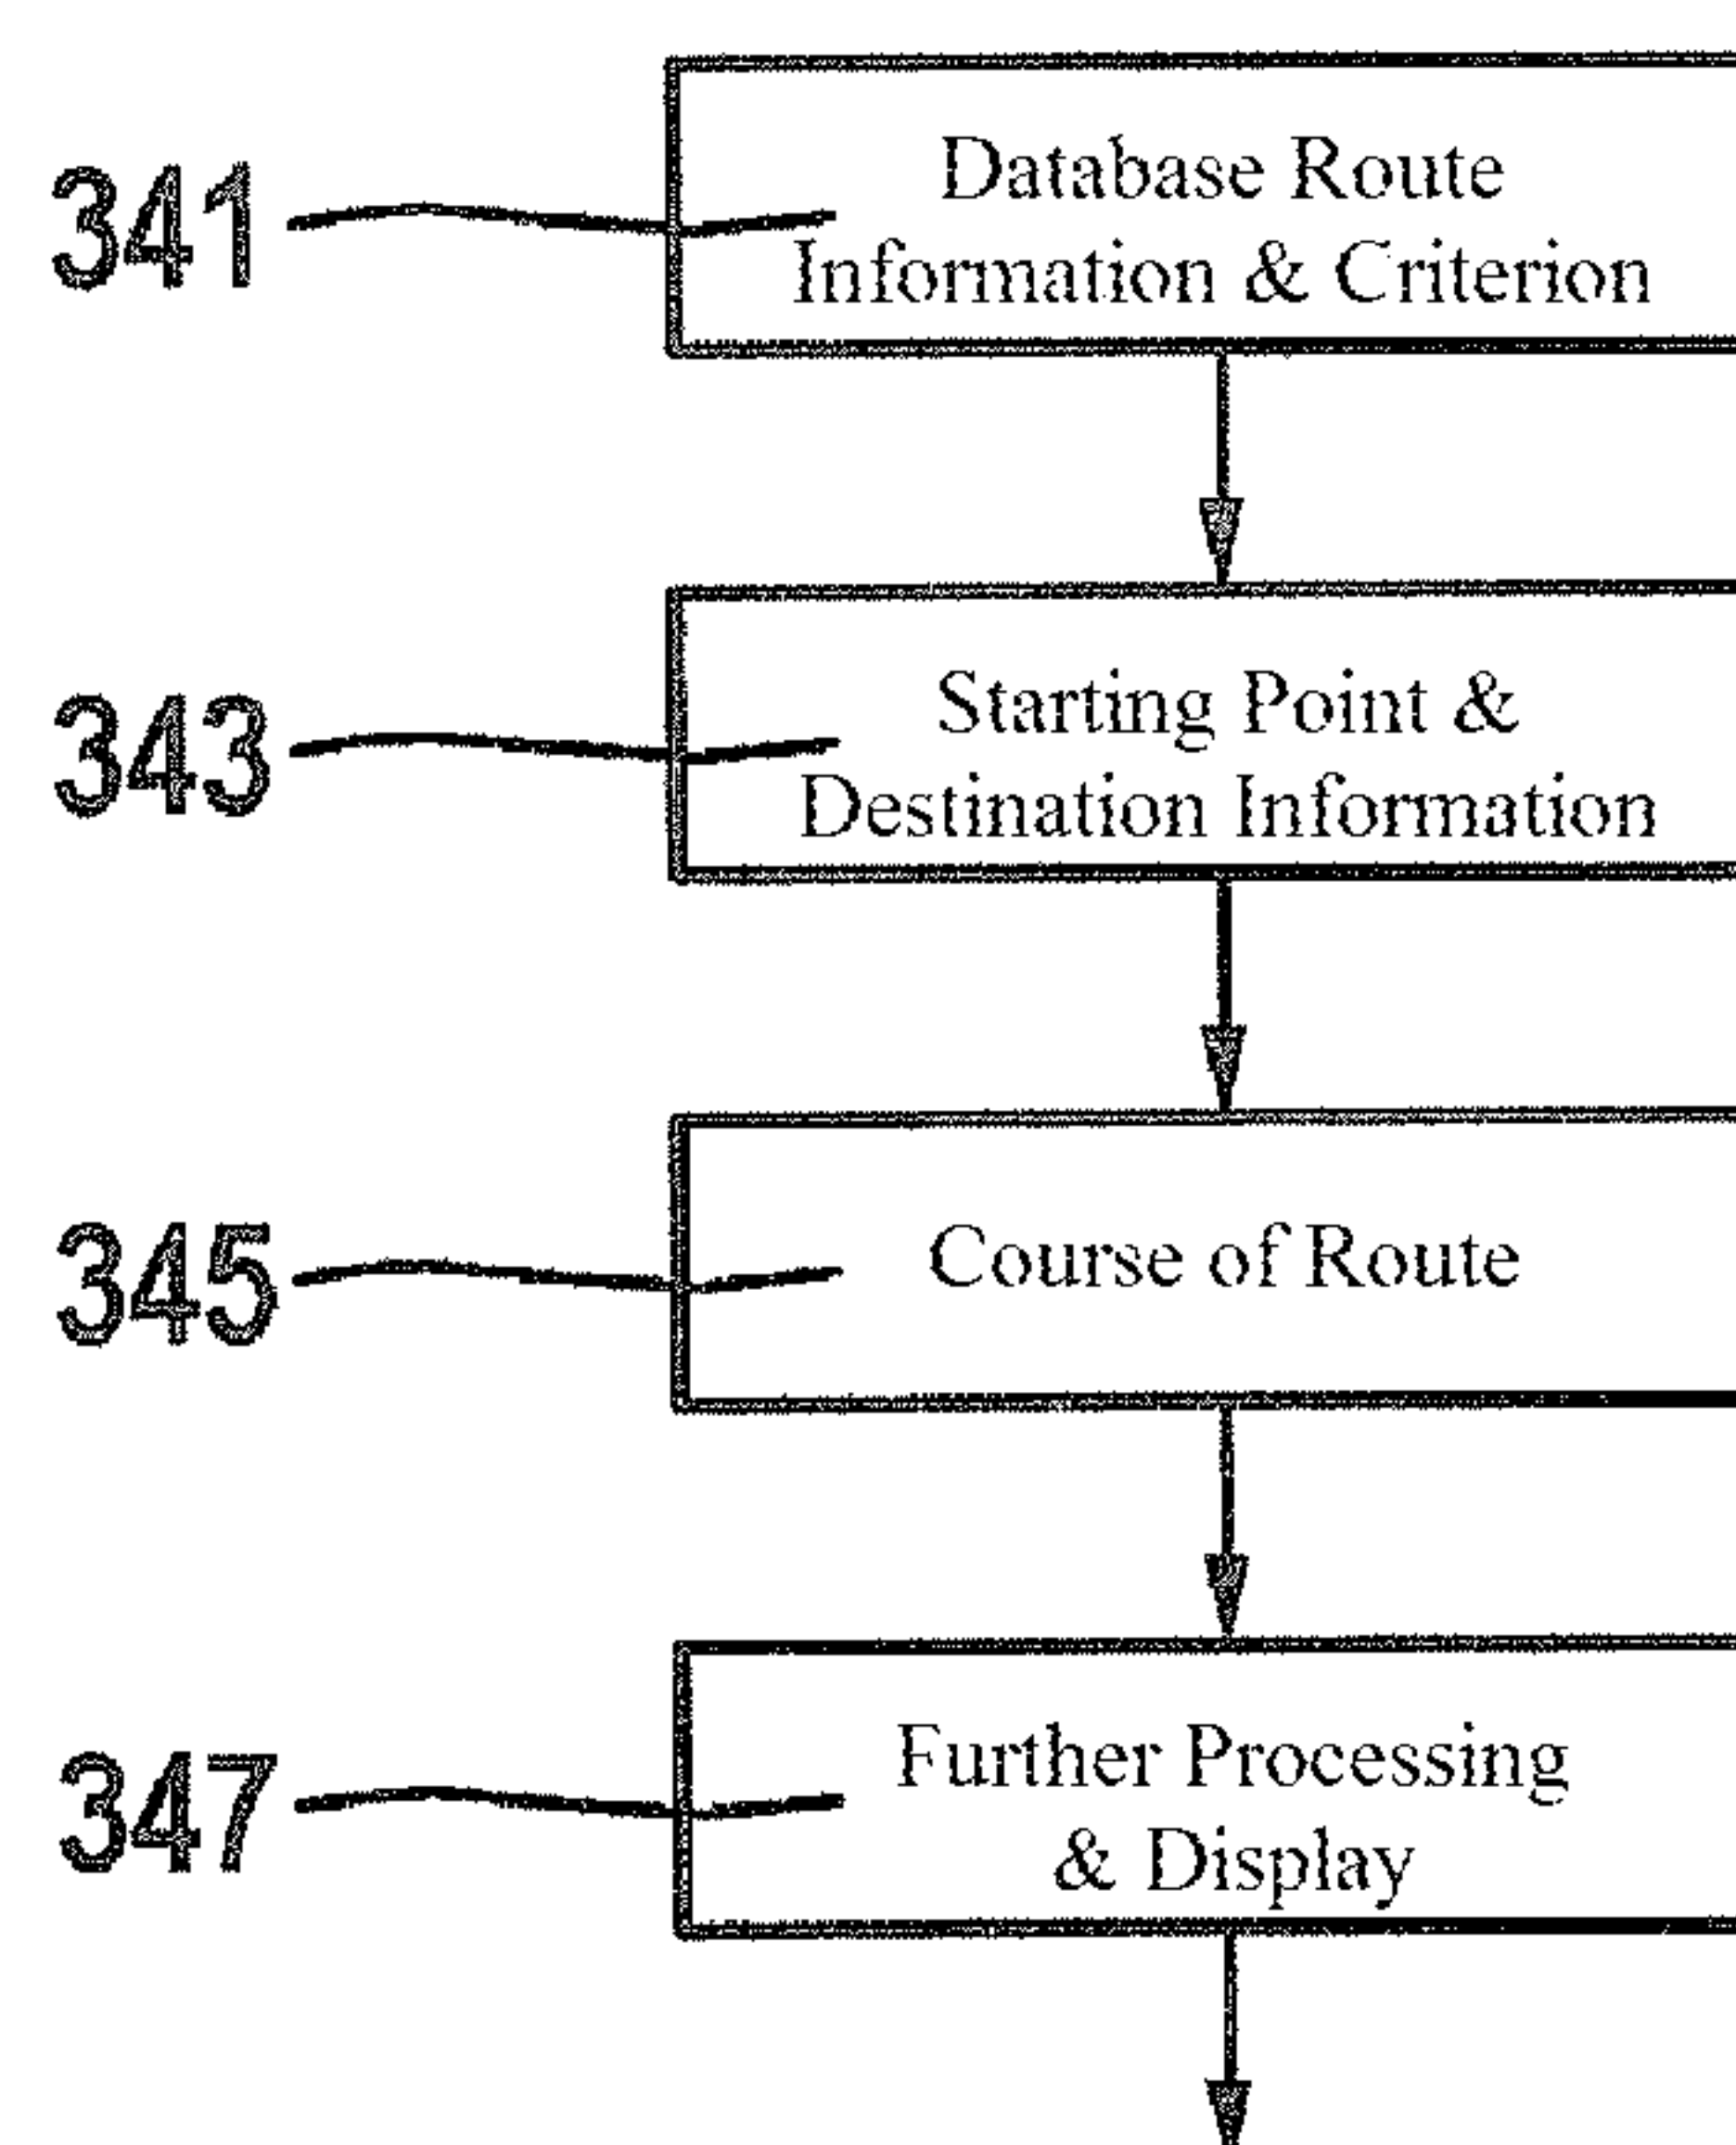 341
Database Route
Information & Criterion
343
Starting Point &
Destination Information
345
Course of Route
347
Further Processing
& Display